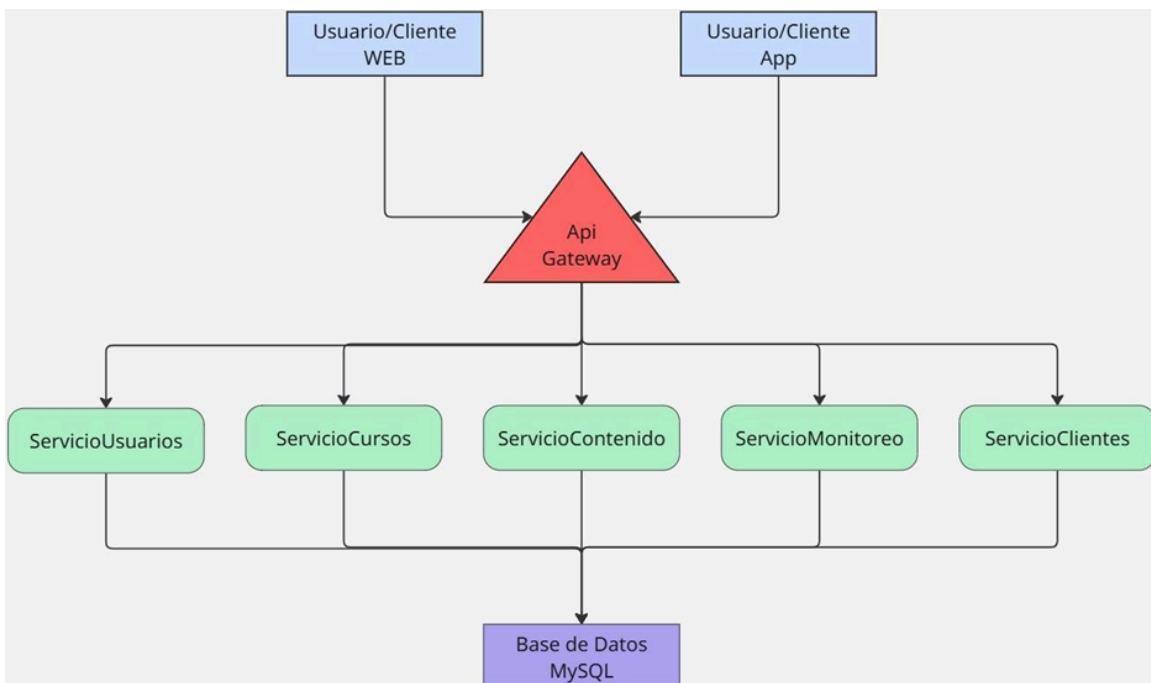 Usuario/Cliente
WEB
Usuario/Cliente
App
Api
Gateway
ServicioUsuarios
ServicioCursos
ServicioContenido
ServicioMonitoreo
ServicioClientes
Base de Datos
MySQL